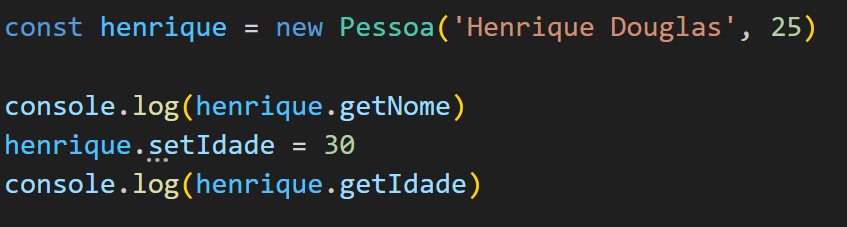 const henrique = new Pessoa('Henrique Douglas', 25)
console.log(henrique.getNome)
henrique.setIdade = 30
console.log(henrique.getIdade)